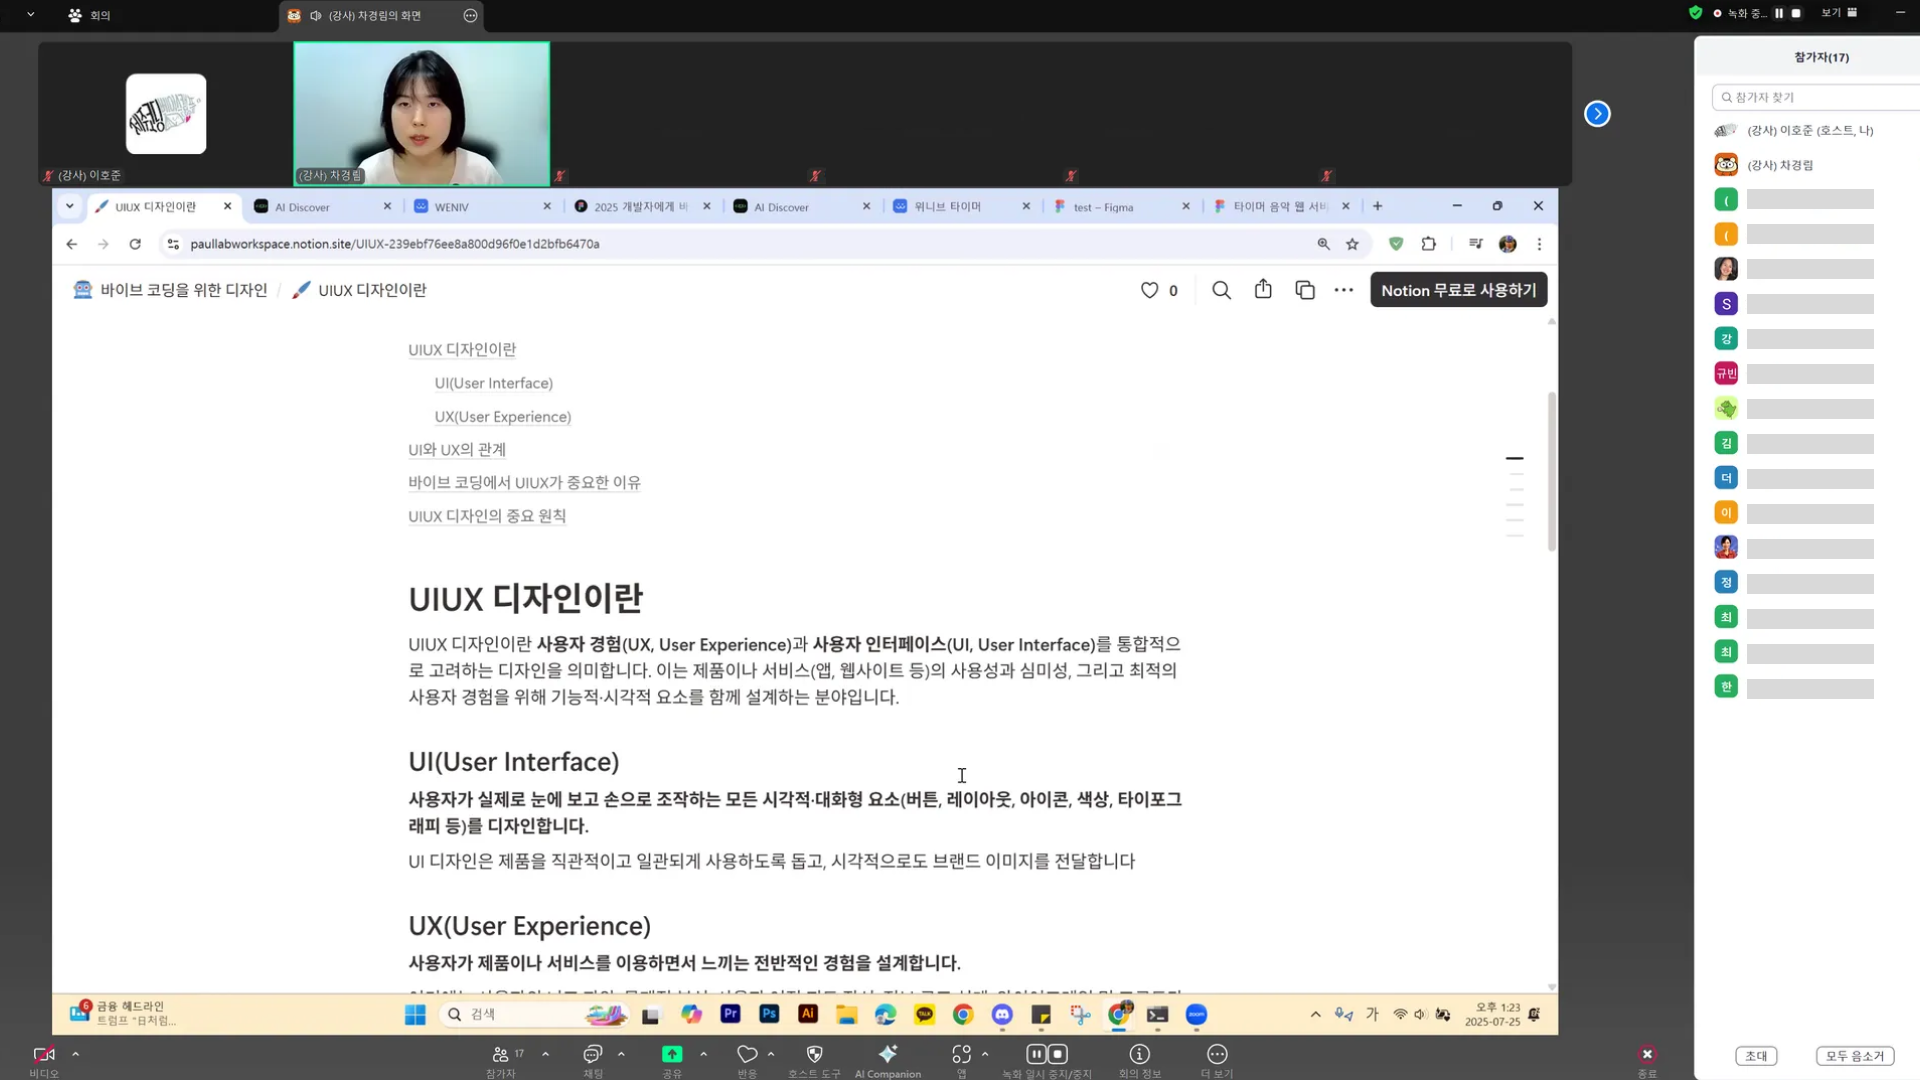 회의
(강사) 차경림의 화면
녹화 중...
보기
(강사) 이호준
(강사) 차경림
참가자(17)
참가자 찾기
(강사) 이호준 (호스트, 나)
(강사) 차경림
(
(
S
강
규빈
김
더
이
정
최
최
한
초대
모두 음소거
UIUX 디자인이란
AI Discover
WENIV
2025 개발자에게 바
AI Discover
위니브 타이머
test – Figma
타이머 음악 웹 서비
paullabworkspace.notion.site/UIUX-239ebf76ee8a800d96f0e1d2bfb6470a
바이브 코딩을 위한 디자인 / UIUX 디자인이란
0
Notion 무료로 사용하기
UIUX 디자인이란
UI(User Interface)
UX(User Experience)
UI와 UX의 관계
바이브 코딩에서 UIUX가 중요한 이유
UIUX 디자인의 중요 원칙
UIUX 디자인이란
UIUX 디자인이란 사용자 경험(UX, User Experience)과 사용자 인터페이스(UI, User Interface)를 통합적으
로 고려하는 디자인을 의미합니다. 이는 제품이나 서비스(앱, 웹사이트 등)의 사용성과 심미성, 그리고 최적의
사용자 경험을 위해 기능적·시각적 요소를 함께 설계하는 분야입니다.
UI(User Interface)
사용자가 실제로 눈에 보고 손으로 조작하는 모든 시각적·대화형 요소(버튼, 레이아웃, 아이콘, 색상, 타이포그
래피 등)를 디자인합니다.
UI 디자인은 제품을 직관적이고 일관되게 사용하도록 돕고, 시각적으로도 브랜드 이미지를 전달합니다
UX(User Experience)
사용자가 제품이나 서비스를 이용하면서 느끼는 전반적인 경험을 설계합니다.
6
금융 헤드라인
트럼프 "日처럼...
검색
Pr
Ps
Ai
TALK
zoom
가
오후 1:23
2025-07-25
비디오
17
참가자
채팅
공유
반응
호스트 도구
AI Companion
앱
녹화 일시 중지/중지
회의 정보
더 보기
종료